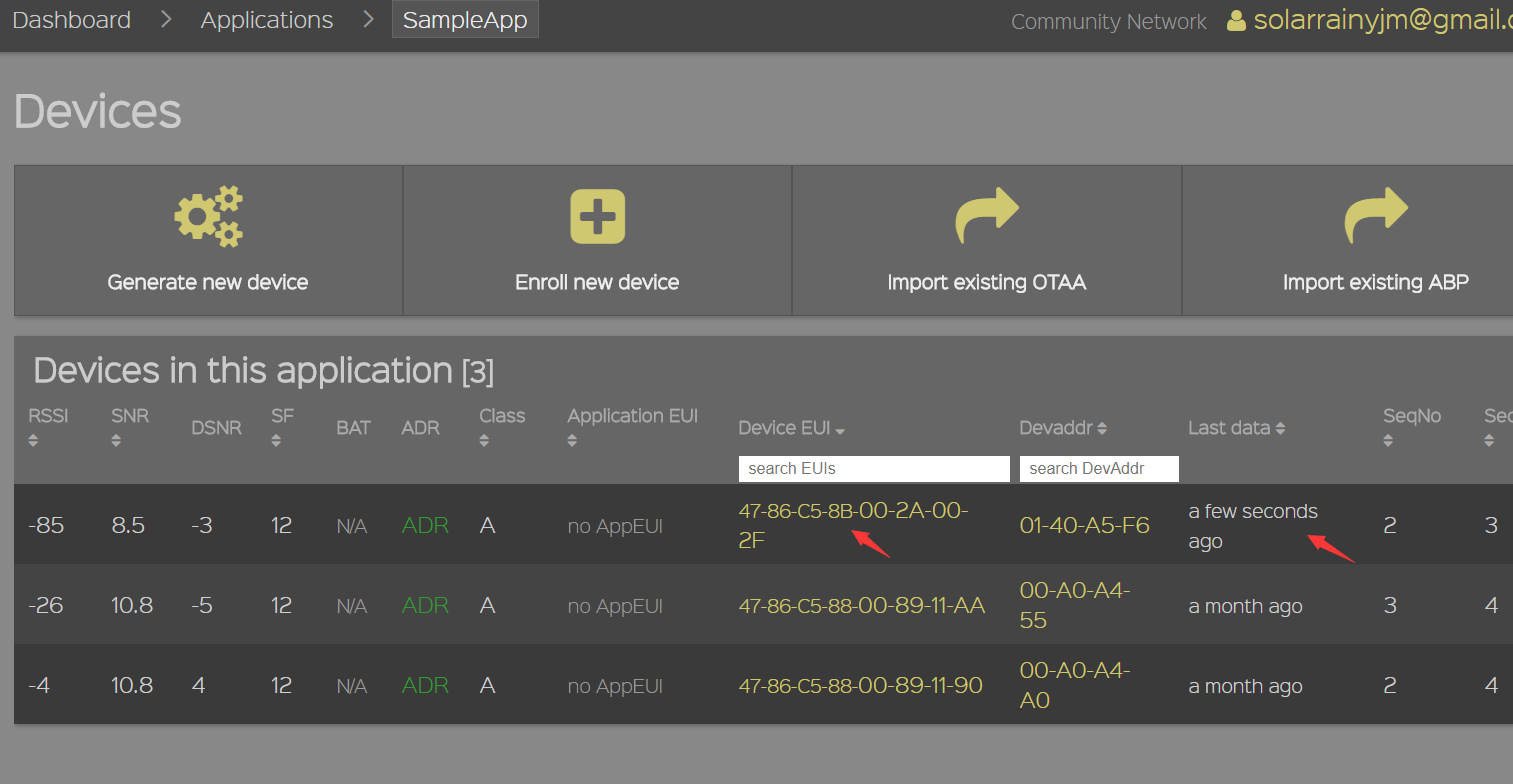 Dashboard > Applications > SampleApp Community Network solarrainyjm@gmail.
Devices
Generate new device Enroll new device Import existing OTAA Import existing ABP
Devices in this application [3]
RSSI SNR DSNR SF BAT ADR Class Application EUI Device EUI Devaddr Last data SeqNo Sec
search EUIs search DevAddr
-85 8.5 -3 12 N/A ADR A no AppEUI 47-86-C5-8B-00-2A-00- 01-40-A5-F6 a few seconds 2 3
2F ago
-26 10.8 -5 12 N/A ADR A no AppEUI 47-86-C5-88-00-89-11-AA 00-A0-A4- a month ago 3 4
55
-4 10.8 4 12 N/A ADR A no AppEUI 47-86-C5-88-00-89-11-90 00-A0-A4- a month ago 2 4
A0